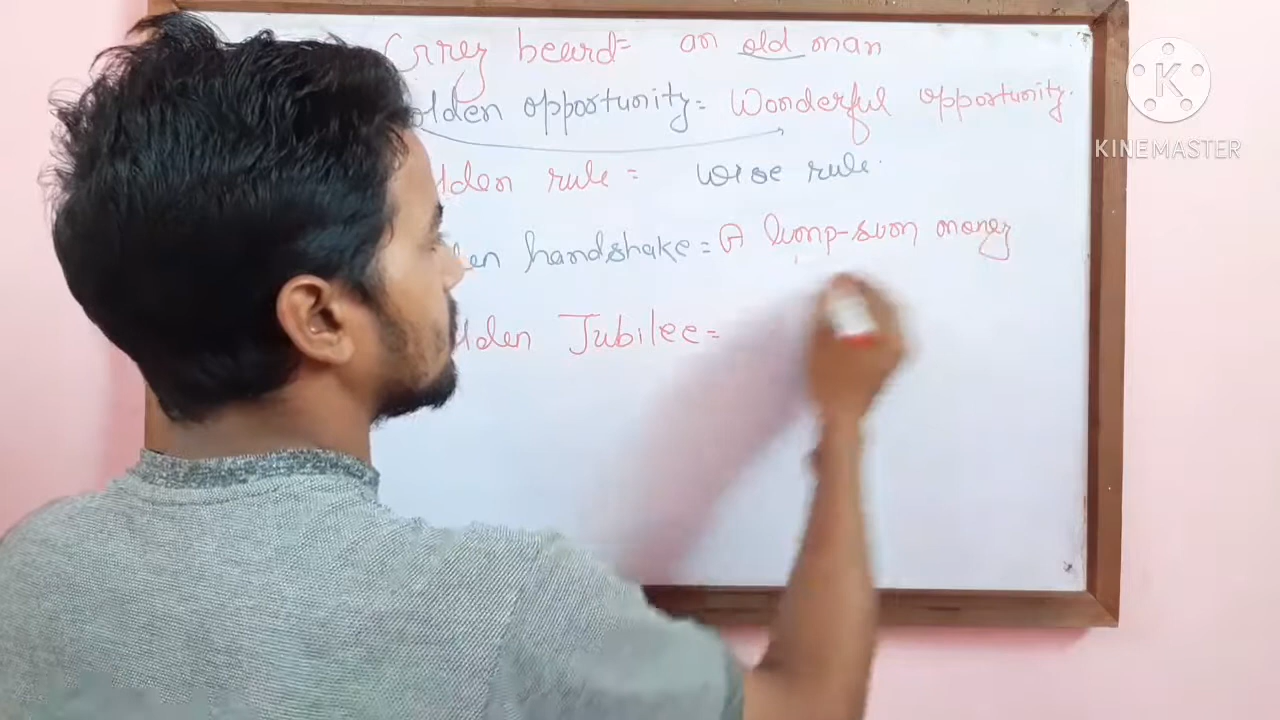 Grrey beard= an old man
olden opportunity= Wonderful opportunity.
lden rule = wise rule.
en handshake = A lump-sum money
lden Jubilee=
K
KINEMASTER